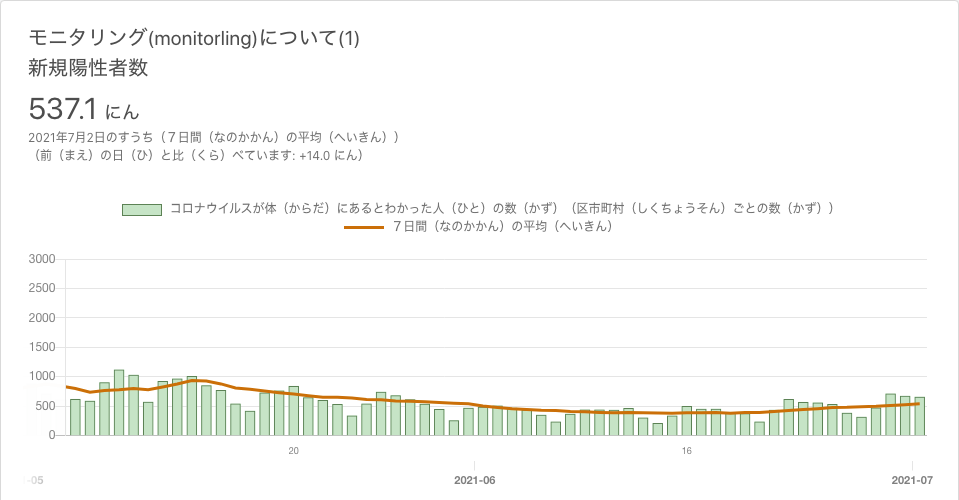 モニタリング(monitorling)について(1)
新規陽性者数
537.1 にん
2021年7月2日のすうち（７日間（なのかかん）の平均（へいきん））
（前（まえ）の日（ひ）と比（くら）べています: +14.0 にん）
コロナウイルスが体（からだ）にあるとわかった人（ひと）の数（かず）（区市町村（しくちょうそん）ごとの数（かず））
７日間（なのかかん）の平均（へいきん）
3000
2500
2000
1500
1000
500
0
20
16
-05
2021-06
2021-07